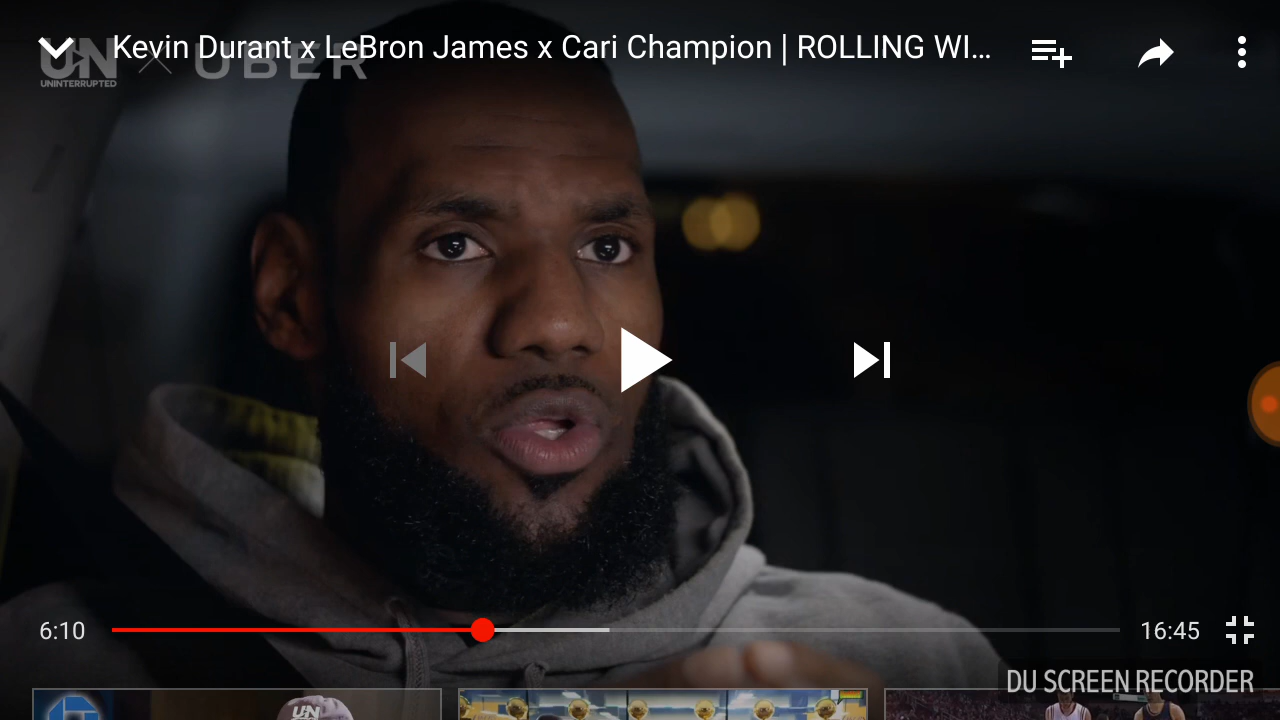 Kevin Durant x LeBron James x Cari Champion | ROLLING WI...
UN X UBER
UNINTERRUPTED
6:10
16:45
DU SCREEN RECORDER
UN